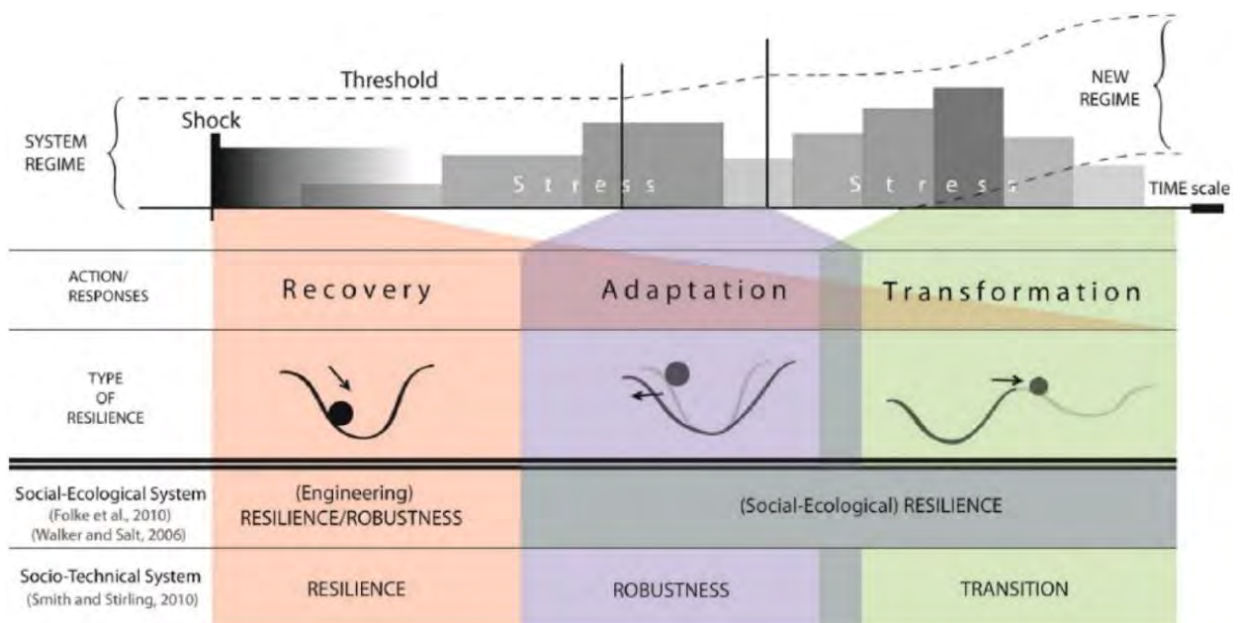 Threshold
Shock
SYSTEM
REGIME
NEW
REGIME
Stress
Stress
TIME scale
ACTION/
RESPONSES
Recovery
Adaptation
Transformation
TYPE
OF
RESILIENCE
Social-Ecological System
(Folke et al., 2010)
(Walker and Salt, 2006)
(Engineering)
RESILIENCE/ROBUSTNESS
(Social-Ecological) RESILIENCE
Socio-Technical System
(Smith and Stirling, 2010)
RESILIENCE
ROBUSTNESS
TRANSITION